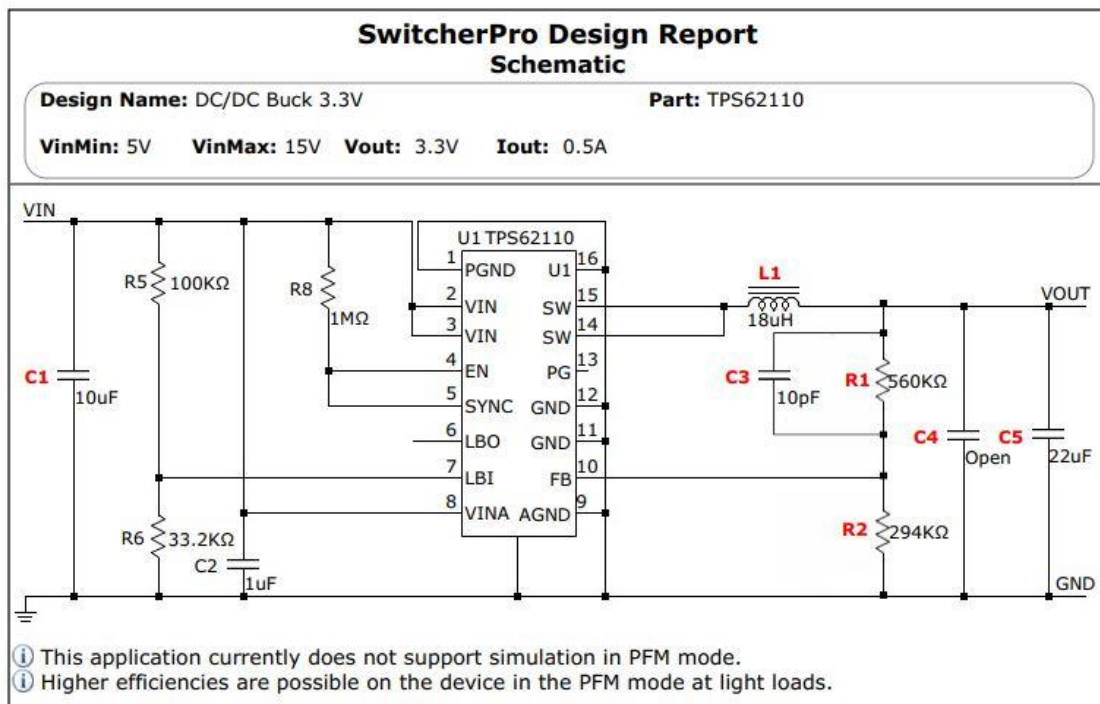 SwitcherPro Design Report
Schematic
Design Name: DC/DC Buck 3.3V Part: TPS62110
VinMin: 5V VinMax: 15V Vout: 3.3V Iout: 0.5A
VIN
U1 TPS62110
1 PGND U1 16
2 VIN SW 15
3 VIN SW 14
4 EN PG 13
5 SYNC GND 12
6 LBO GND 11
7 LBI FB 10
8 VINA AGND 9
R5 100KΩ
R8
1MΩ
C1
10uF
R6 33.2KΩ
C2
1uF
L1
18uH
VOUT
C3
10pF
R1 560KΩ
C4
Open
C5
22uF
R2 294KΩ
GND
i This application currently does not support simulation in PFM mode.
i Higher efficiencies are possible on the device in the PFM mode at light loads.